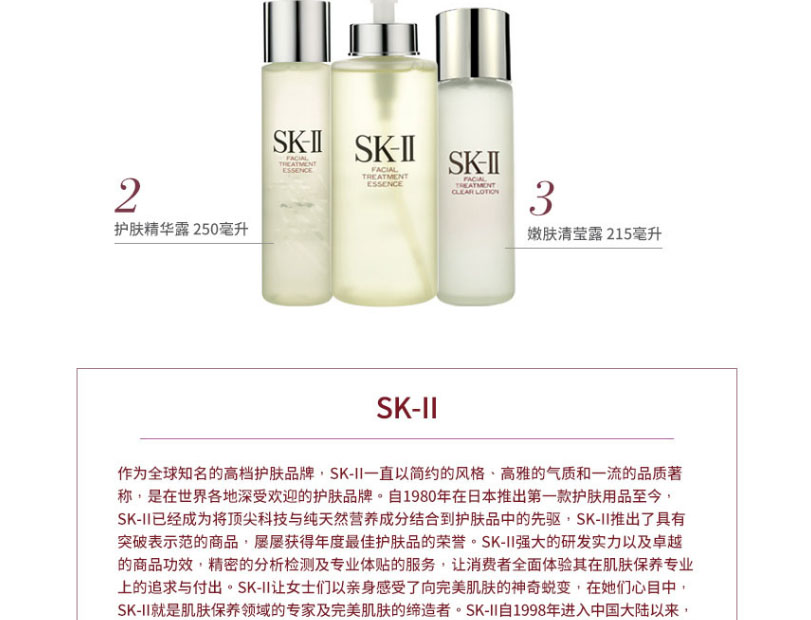 SK-II
FACIAL
TREATMENT
ESSENCE
SK-II
FACIAL
TREATMENT
ESSENCE
SK-II
FACIAL
TREATMENT
CLEAR LOTION
2
护肤精华露 250毫升
3
嫩肤清莹露 215毫升
SK-II
作为全球知名的高档护肤品牌，SK-II一直以简约的风格、高雅的气质和一流的品质著
称，是在世界各地深受欢迎的护肤品牌。自1980年在日本推出第一款护肤用品至今，
SK-II已经成为将顶尖科技与纯天然营养成分结合到护肤品中的先驱，SK-II推出了具有
突破表示范的商品，屡屡获得年度最佳护肤品的荣誉。SK-II强大的研发实力以及卓越
的商品功效，精密的分析检测及专业体贴的服务，让消费者全面体验其在肌肤保养专业
上的追求与付出。SK-II让女士们以亲身感受了向完美肌肤的神奇蜕变，在她们心目中，
SK-II就是肌肤保养领域的专家及完美肌肤的缔造者。SK-II自1998年进入中国大陆以来，